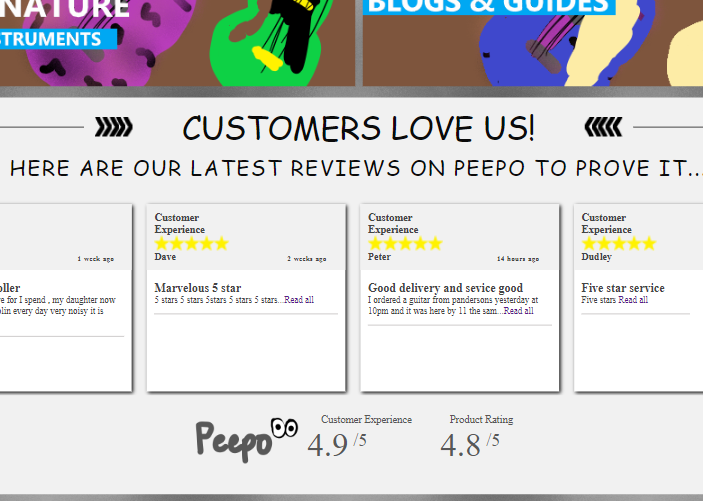 NATURE
STRUMENTS
BLOGS & GUIDES
CUSTOMERS LOVE US!
HERE ARE OUR LATEST REVIEWS ON PEEPO TO PROVE IT...
1 week ago
oller
e for I spend , my daughter now
olin every day very noisy it is
Customer
Experience
Dave
2 weeks ago
Marvelous 5 star
5 stars 5 stars 5stars 5 stars 5 stars...Read all
Customer
Experience
Peter
14 hours ago
Good delivery and sevice good
I ordered a guitar from pandersons yesterday at
10pm and it was here by 11 the sam...Read all
Customer
Experience
Dudley
Five star service
Five stars Read all
Peepo
Customer Experience
4.9 /5
Product Rating
4.8 /5